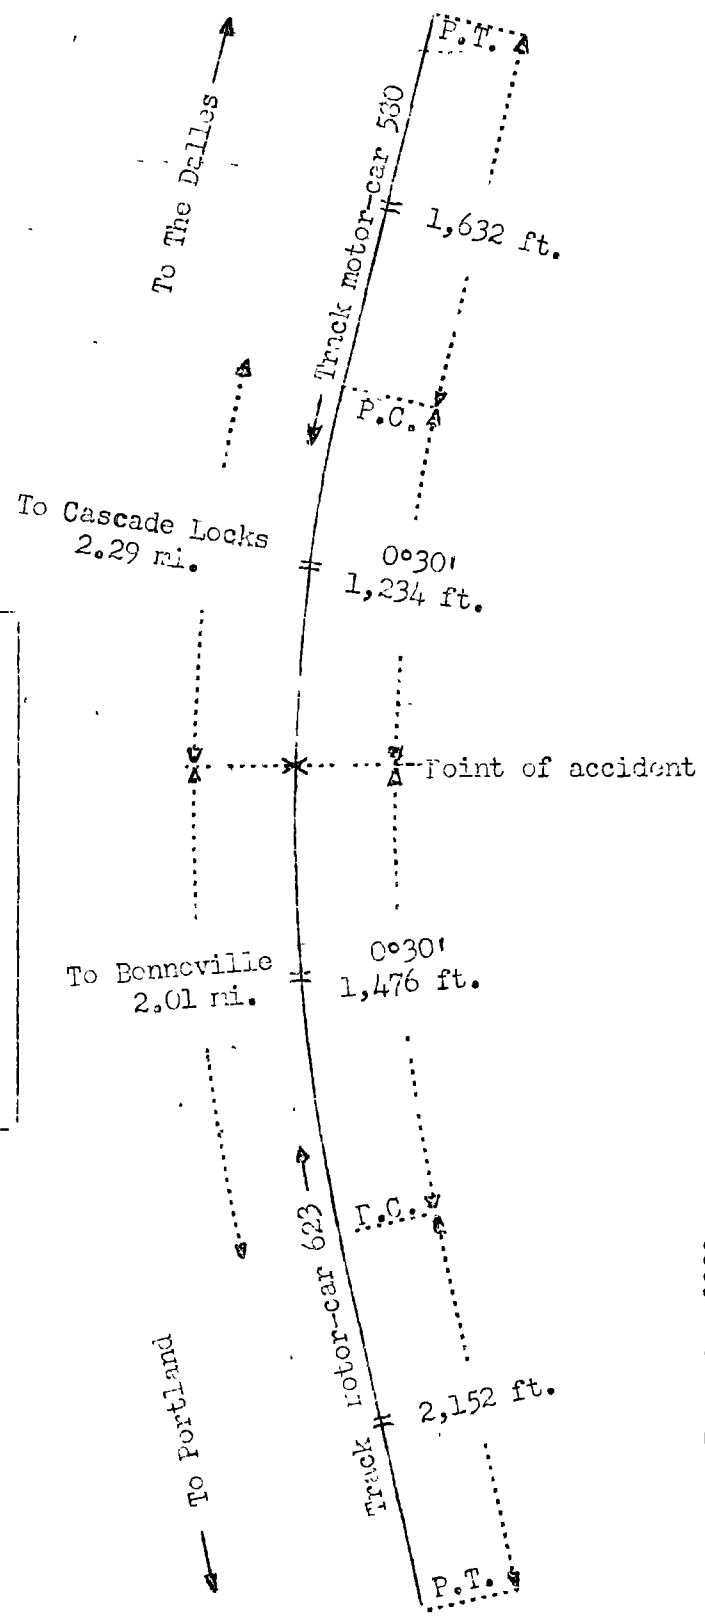 P.T.
To The Dalles
Track motor-car 530
1,632 ft.
P.C.
To Cascade Locks
2.29 mi.
0°30'
1,234 ft.
Point of accident
To Bonneville
2.01 mi.
0°30'
1,476 ft.
P.C.
Track motor-car 623
To Portland
2,152 ft.
P.T.